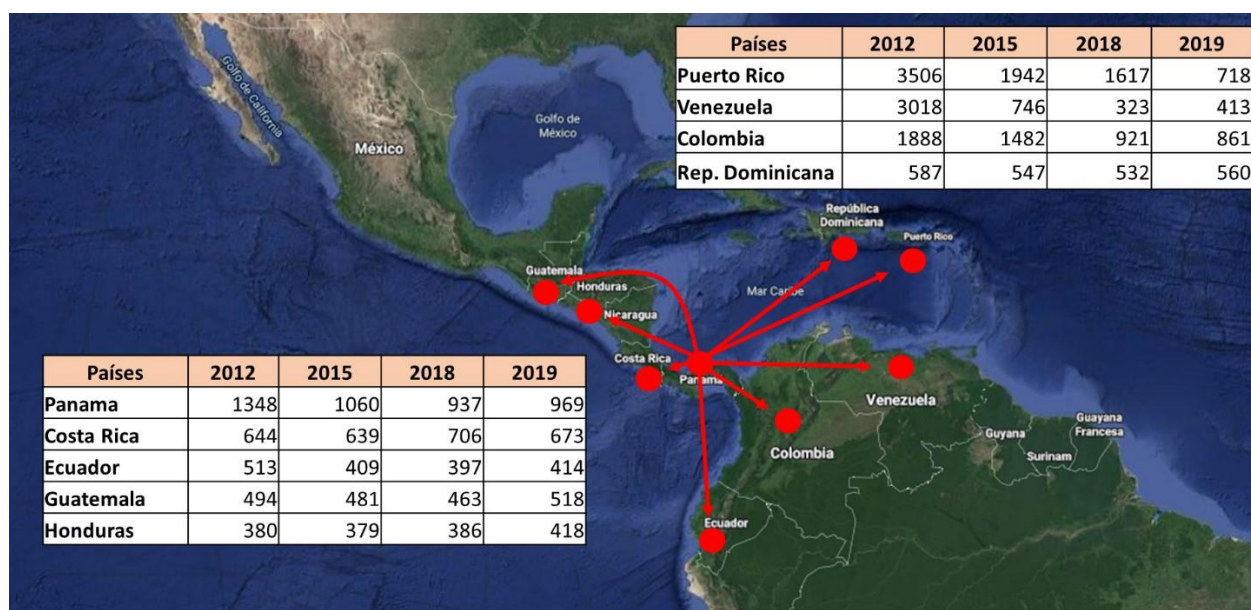 Países 2012 2015 2018 2019
Puerto Rico 3506 1942 1617 718
Venezuela 3018 746 323 413
Colombia 1888 1482 921 861
Rep. Dominicana 587 547 532 560
Golfo de California
México
Golfo de
México
República
Dominicana
Puerto Rico
Guatemala
Honduras
Nicaragua
Mar Caribe
Costa Rica
Panamá
Venezuela
Colombia
Guyana
Surinam
Guayana
Francesa
Ecuador
Países 2012 2015 2018 2019
Panama 1348 1060 937 969
Costa Rica 644 639 706 673
Ecuador 513 409 397 414
Guatemala 494 481 463 518
Honduras 380 379 386 418